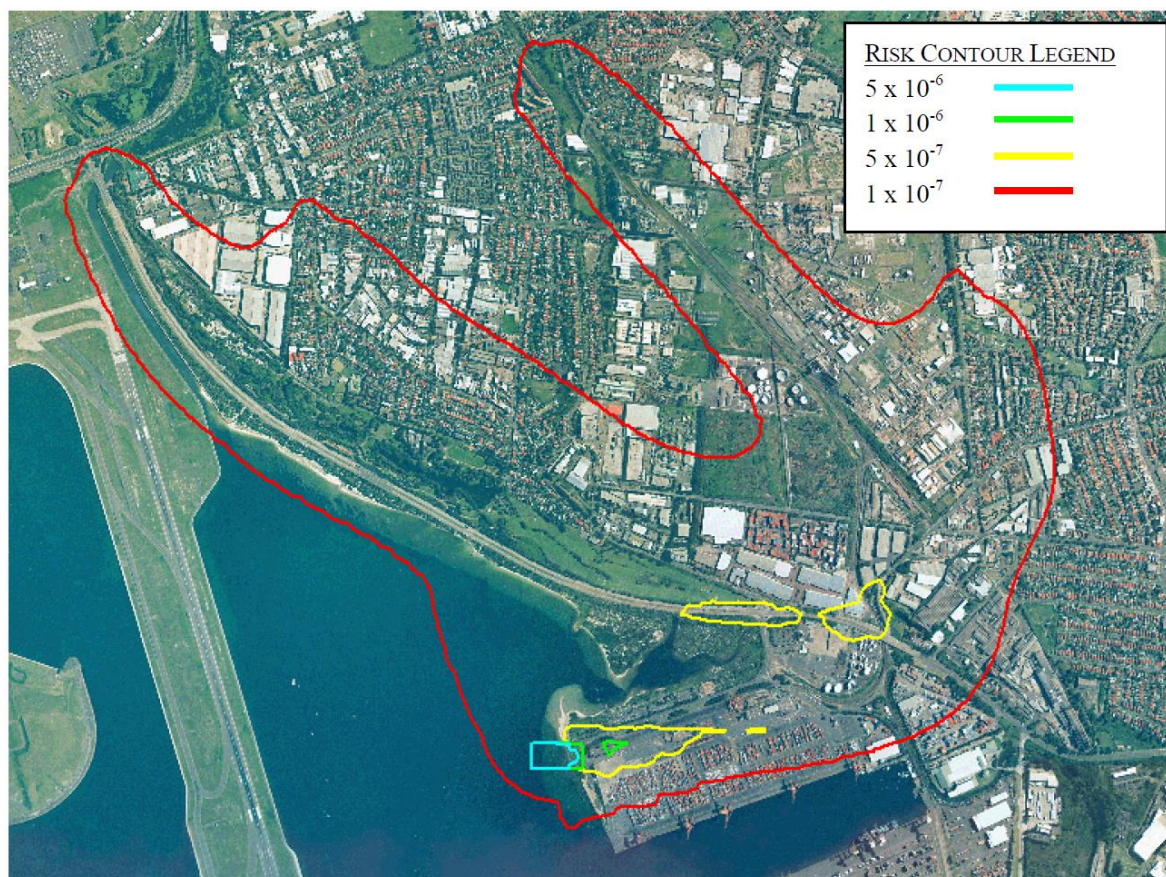 RISK CONTOUR LEGEND
5 x 10⁻⁶
1 x 10⁻⁶
5 x 10⁻⁷
1 x 10⁻⁷